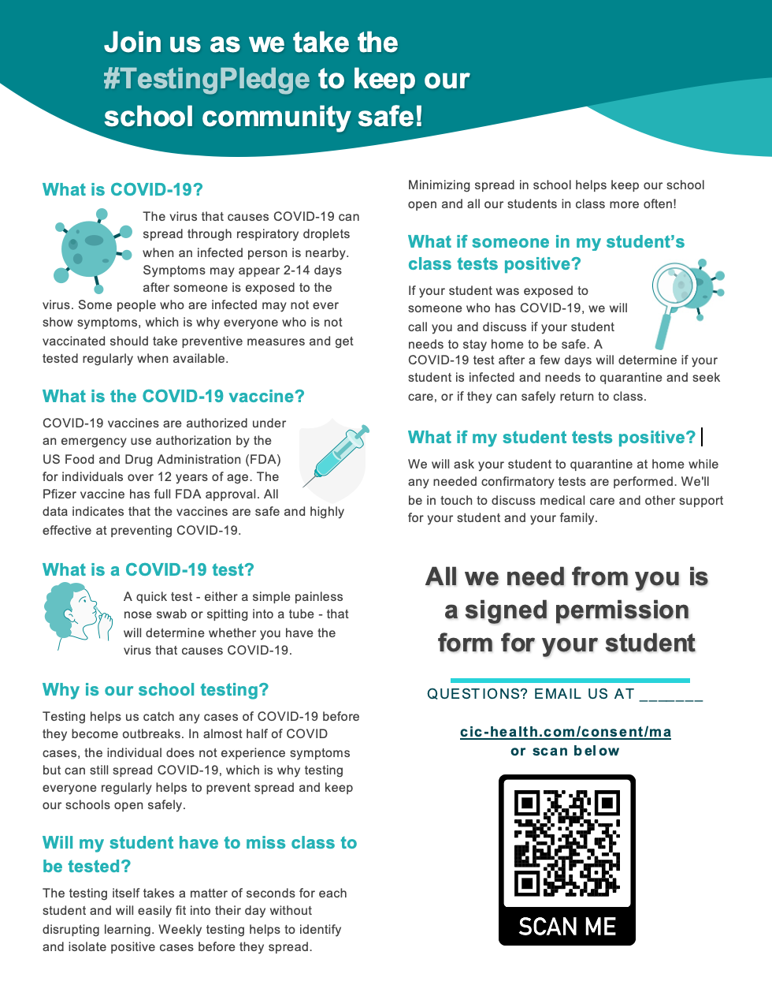 Join us as we take the
#TestingPledge to keep our
school community safe!
What is COVID-19?
The virus that causes COVID-19 can
spread through respiratory droplets
when an infected person is nearby.
Symptoms may appear 2-14 days
after someone is exposed to the
virus. Some people who are infected may not ever
show symptoms, which is why everyone who is not
vaccinated should take preventive measures and get
tested regularly when available.
What is the COVID-19 vaccine?
COVID-19 vaccines are authorized under
an emergency use authorization by the
US Food and Drug Administration (FDA)
for individuals over 12 years of age. The
Pfizer vaccine has full FDA approval. All
data indicates that the vaccines are safe and highly
effective at preventing COVID-19.
What is a COVID-19 test?
A quick test - either a simple painless
nose swab or spitting into a tube - that
will determine whether you have the
virus that causes COVID-19.
Why is our school testing?
Testing helps us catch any cases of COVID-19 before
they become outbreaks. In almost half of COVID
cases, the individual does not experience symptoms
but can still spread COVID-19, which is why testing
everyone regularly helps to prevent spread and keep
our schools open safely.
Will my student have to miss class to
be tested?
The testing itself takes a matter of seconds for each
student and will easily fit into their day without
disrupting learning. Weekly testing helps to identify
and isolate positive cases before they spread.
Minimizing spread in school helps keep our school
open and all our students in class more often!
What if someone in my student’s
class tests positive?
If your student was exposed to
someone who has COVID-19, we will
call you and discuss if your student
needs to stay home to be safe. A
COVID-19 test after a few days will determine if your
student is infected and needs to quarantine and seek
care, or if they can safely return to class.
What if my student tests positive?
We will ask your student to quarantine at home while
any needed confirmatory tests are performed. We'll
be in touch to discuss medical care and other support
for your student and your family.
All we need from you is
a signed permission
form for your student
QUESTIONS? EMAIL US AT _______
cic-health.com/consent/ma
or scan below
SCAN ME